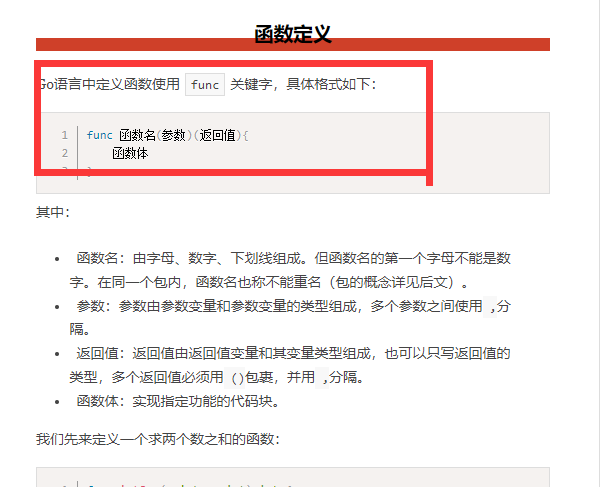 函数定义
Go语言中定义函数使用 func 关键字，具体格式如下：
1 func 函数名(参数)(返回值){
2 函数体
其中：
• 函数名：由字母、数字、下划线组成。但函数名的第一个字母不能是数
字。在同一个包内，函数名也称不能重名（包的概念详见后文）。
• 参数：参数由参数变量和参数变量的类型组成，多个参数之间使用 ,分
隔。
• 返回值：返回值由返回值变量和其变量类型组成，也可以只写返回值的
类型，多个返回值必须用 ()包裹，并用 ,分隔。
• 函数体：实现指定功能的代码块。
我们先来定义一个求两个数之和的函数：